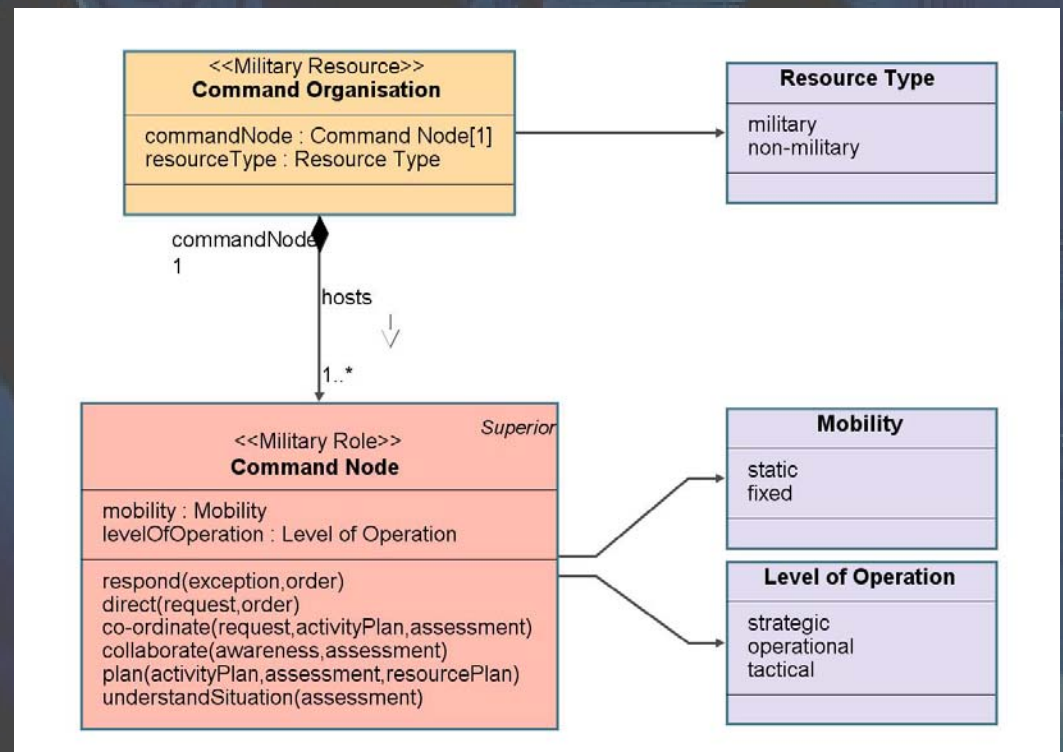 <<Military Resource>>
Command Organisation
commandNode : Command Node[1]
resourceType : Resource Type
Resource Type
military
non-military
commandNode
1
hosts
1..*
Superior
<<Military Role>>
Command Node
mobility : Mobility
levelOfOperation : Level of Operation
respond(exception,order)
direct(request,order)
co-ordinate(request,activityPlan,assessment)
collaborate(awareness,assessment)
plan(activityPlan,assessment,resourcePlan)
understandSituation(assessment)
Mobility
static
fixed
Level of Operation
strategic
operational
tactical